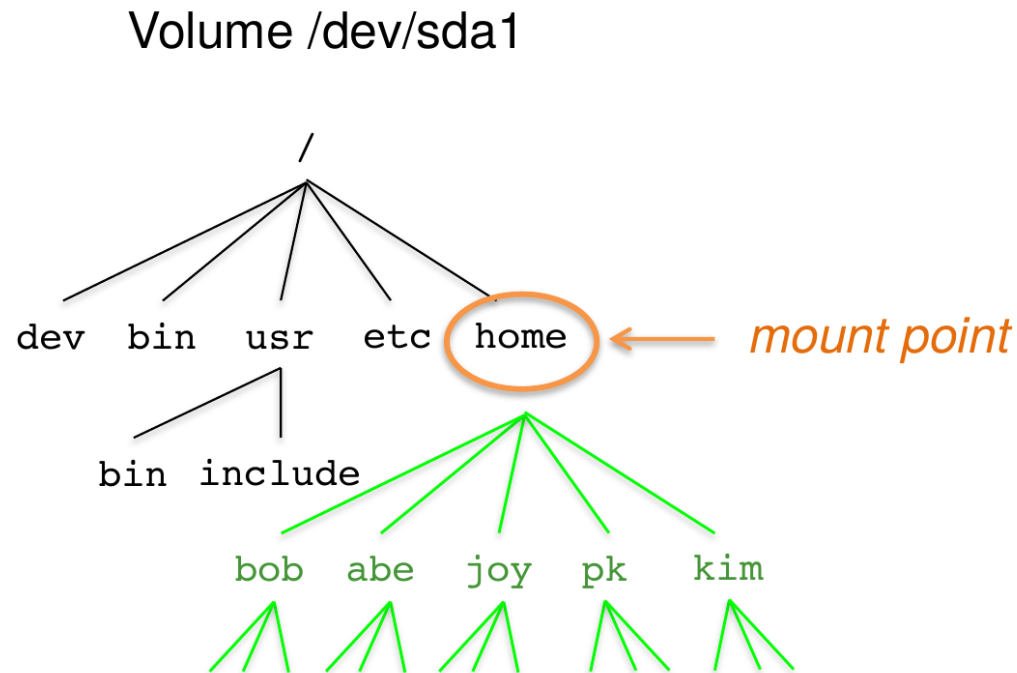 Volume /dev/sda1
/
dev bin usr etc home mount point
bin include
bob abe joy pk kim